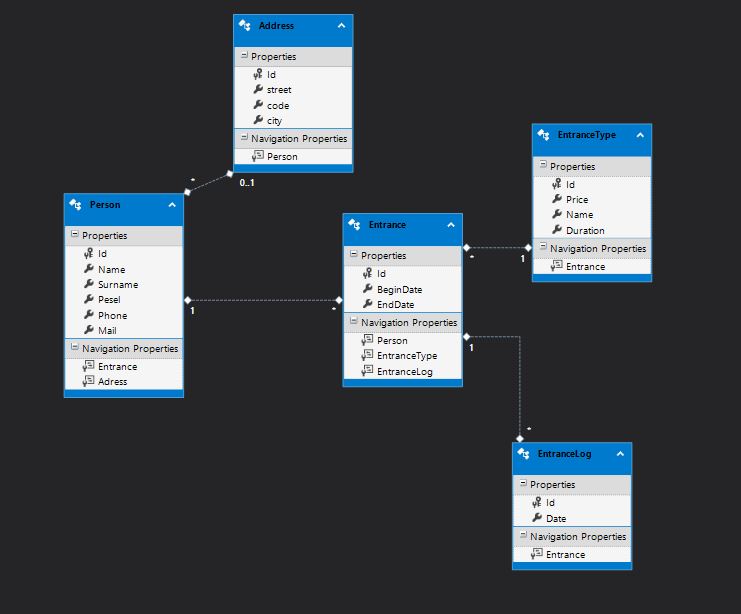 Address
Properties
Id
street
code
city
Navigation Properties
Person
*
0..1
EntranceType
Properties
Id
Price
Name
Duration
Navigation Properties
Entrance
Person
Properties
Id
Name
Surname
Pesel
Phone
Mail
Navigation Properties
Entrance
Adress
1
*
Entrance
Properties
Id
BeginDate
EndDate
Navigation Properties
Person
EntranceType
EntranceLog
*
1
1
*
EntranceLog
Properties
Id
Date
Navigation Properties
Entrance